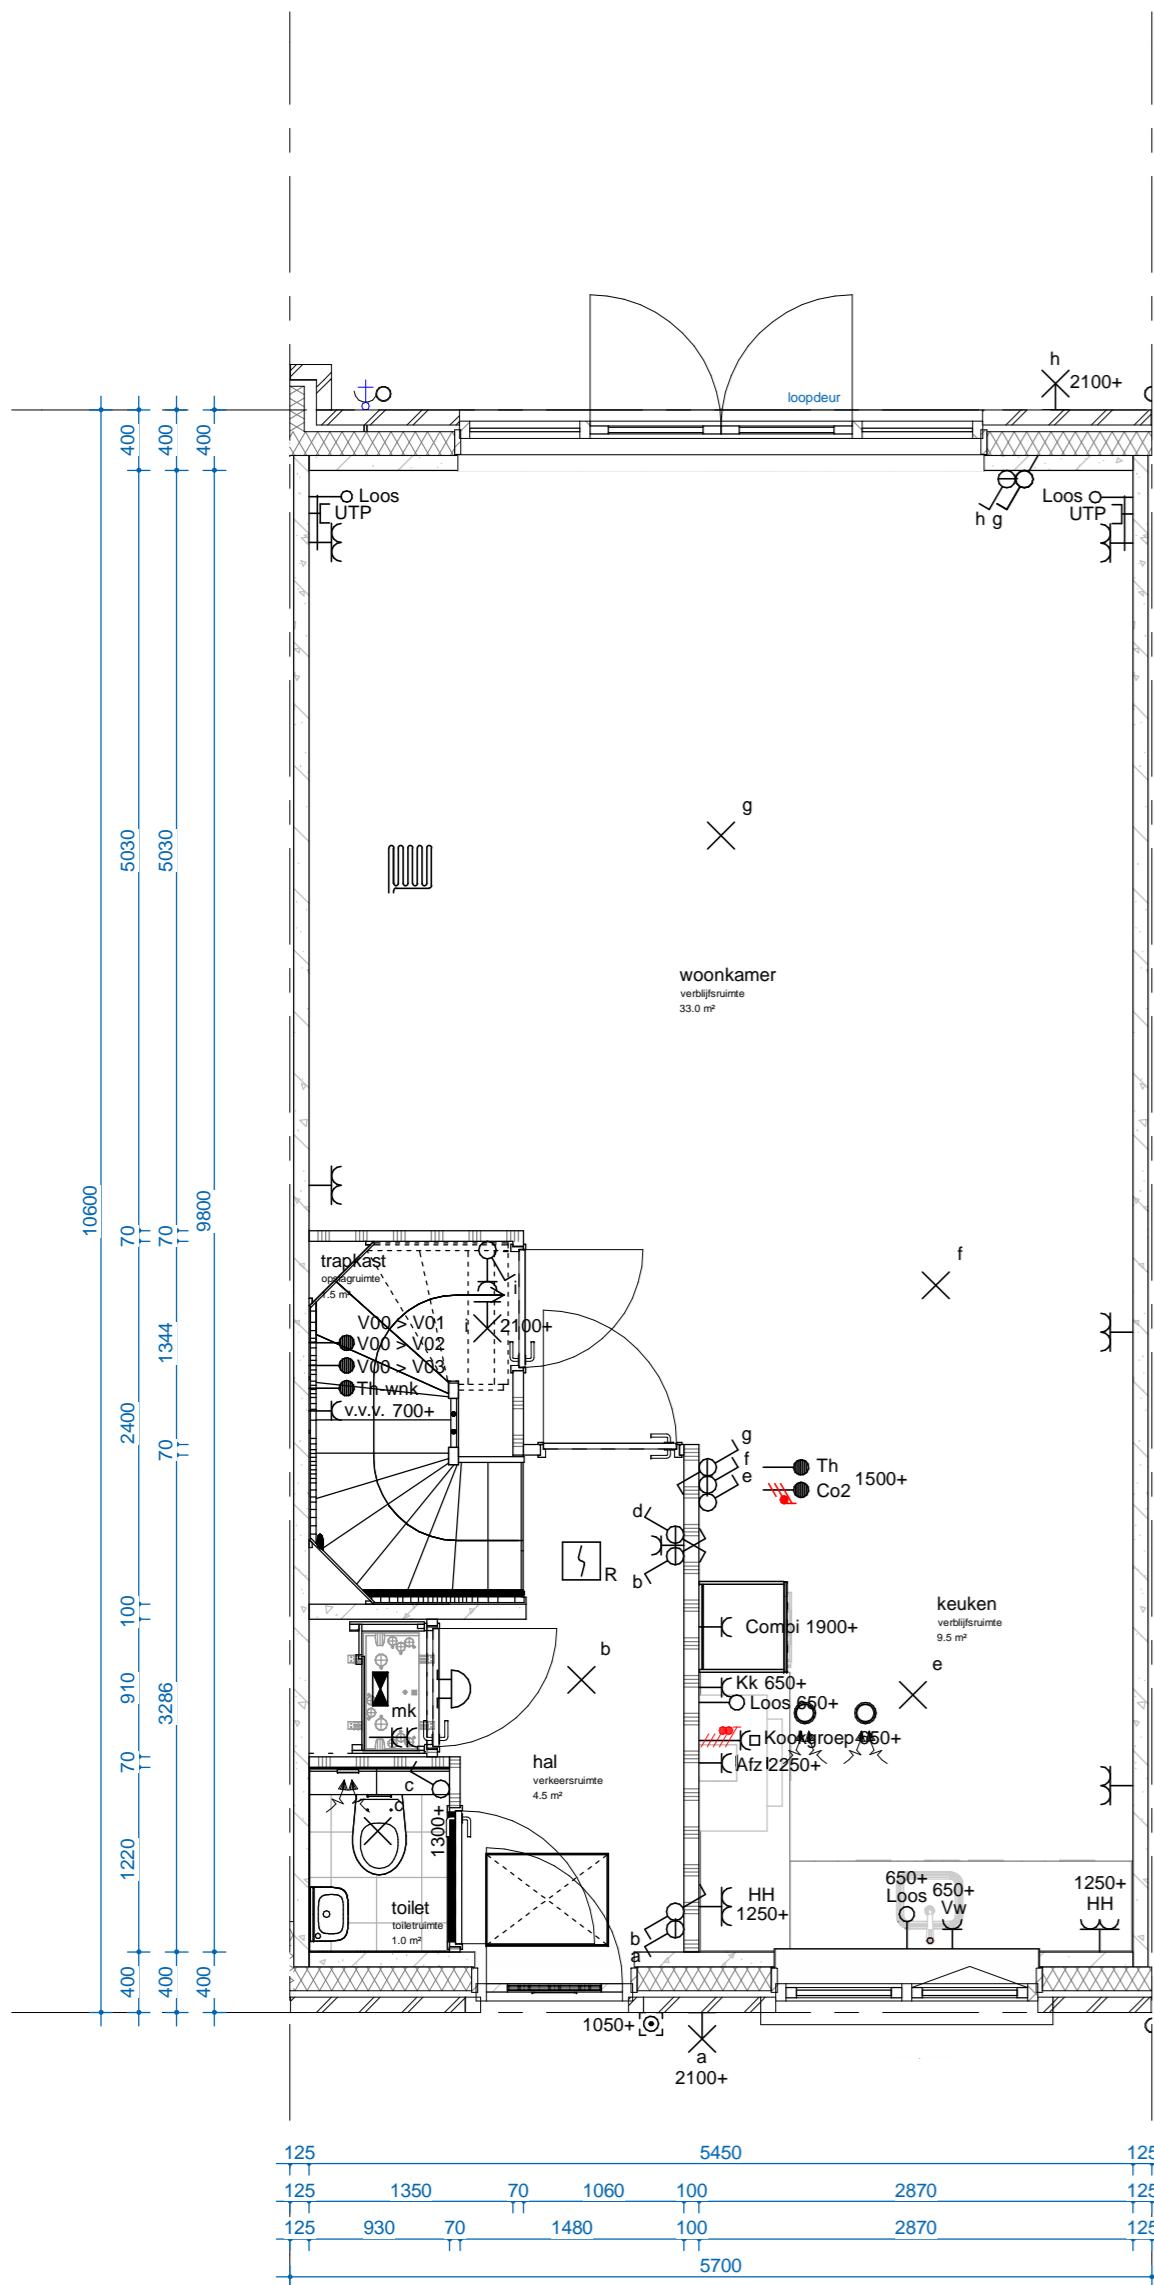 h
2100+
loopdeur
Loos
UTP
h g
Loos
UTP
g
woonkamer
verblijfsruimte
33.0 m²
f
trapkast
opslagruimte
1.5 m²
i
i
2100+
V00 > V01
V00 > V02
V00 > V03
Th wnk
v.v.v. 700+
g
f
e
Th
Co2
1500+
d
b
R
keuken
verblijfsruimte
9.5 m²
Combi 1900+
b
e
Kk 650+
Loos 650+
Kookgroep 650+
Afz 2250+
mk
hal
verkeersruimte
4.5 m²
c
1300+
toilet
toiletruimte
1.0 m²
HH
1250+
650+
Loos
650+
Vw
1250+
HH
b
a
1050+
a
2100+
400
400
400
5030
5030
10600
70
70
9800
1344
2400
70
100
910
3286
70
1220
400
400
400
125
5450
125
125
1350
70
1060
100
2870
125
125
930
70
1480
100
2870
125
5700